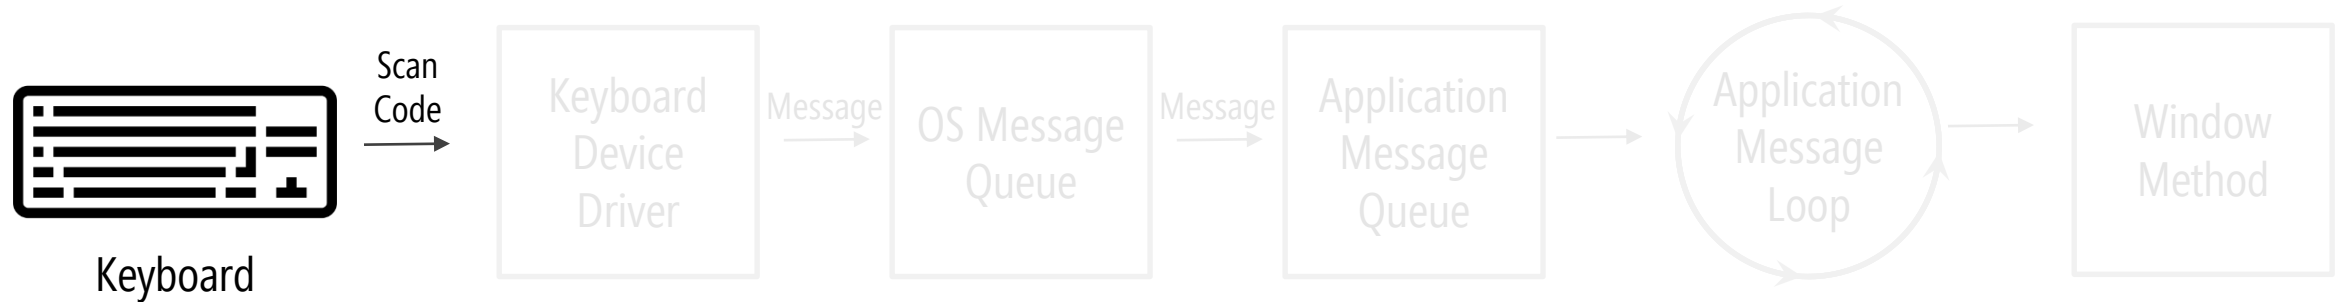 Scan
Code
Keyboard
Keyboard
Device
Driver
Message
OS Message
Queue
Message
Application
Message
Queue
Application
Message
Loop
Window
Method